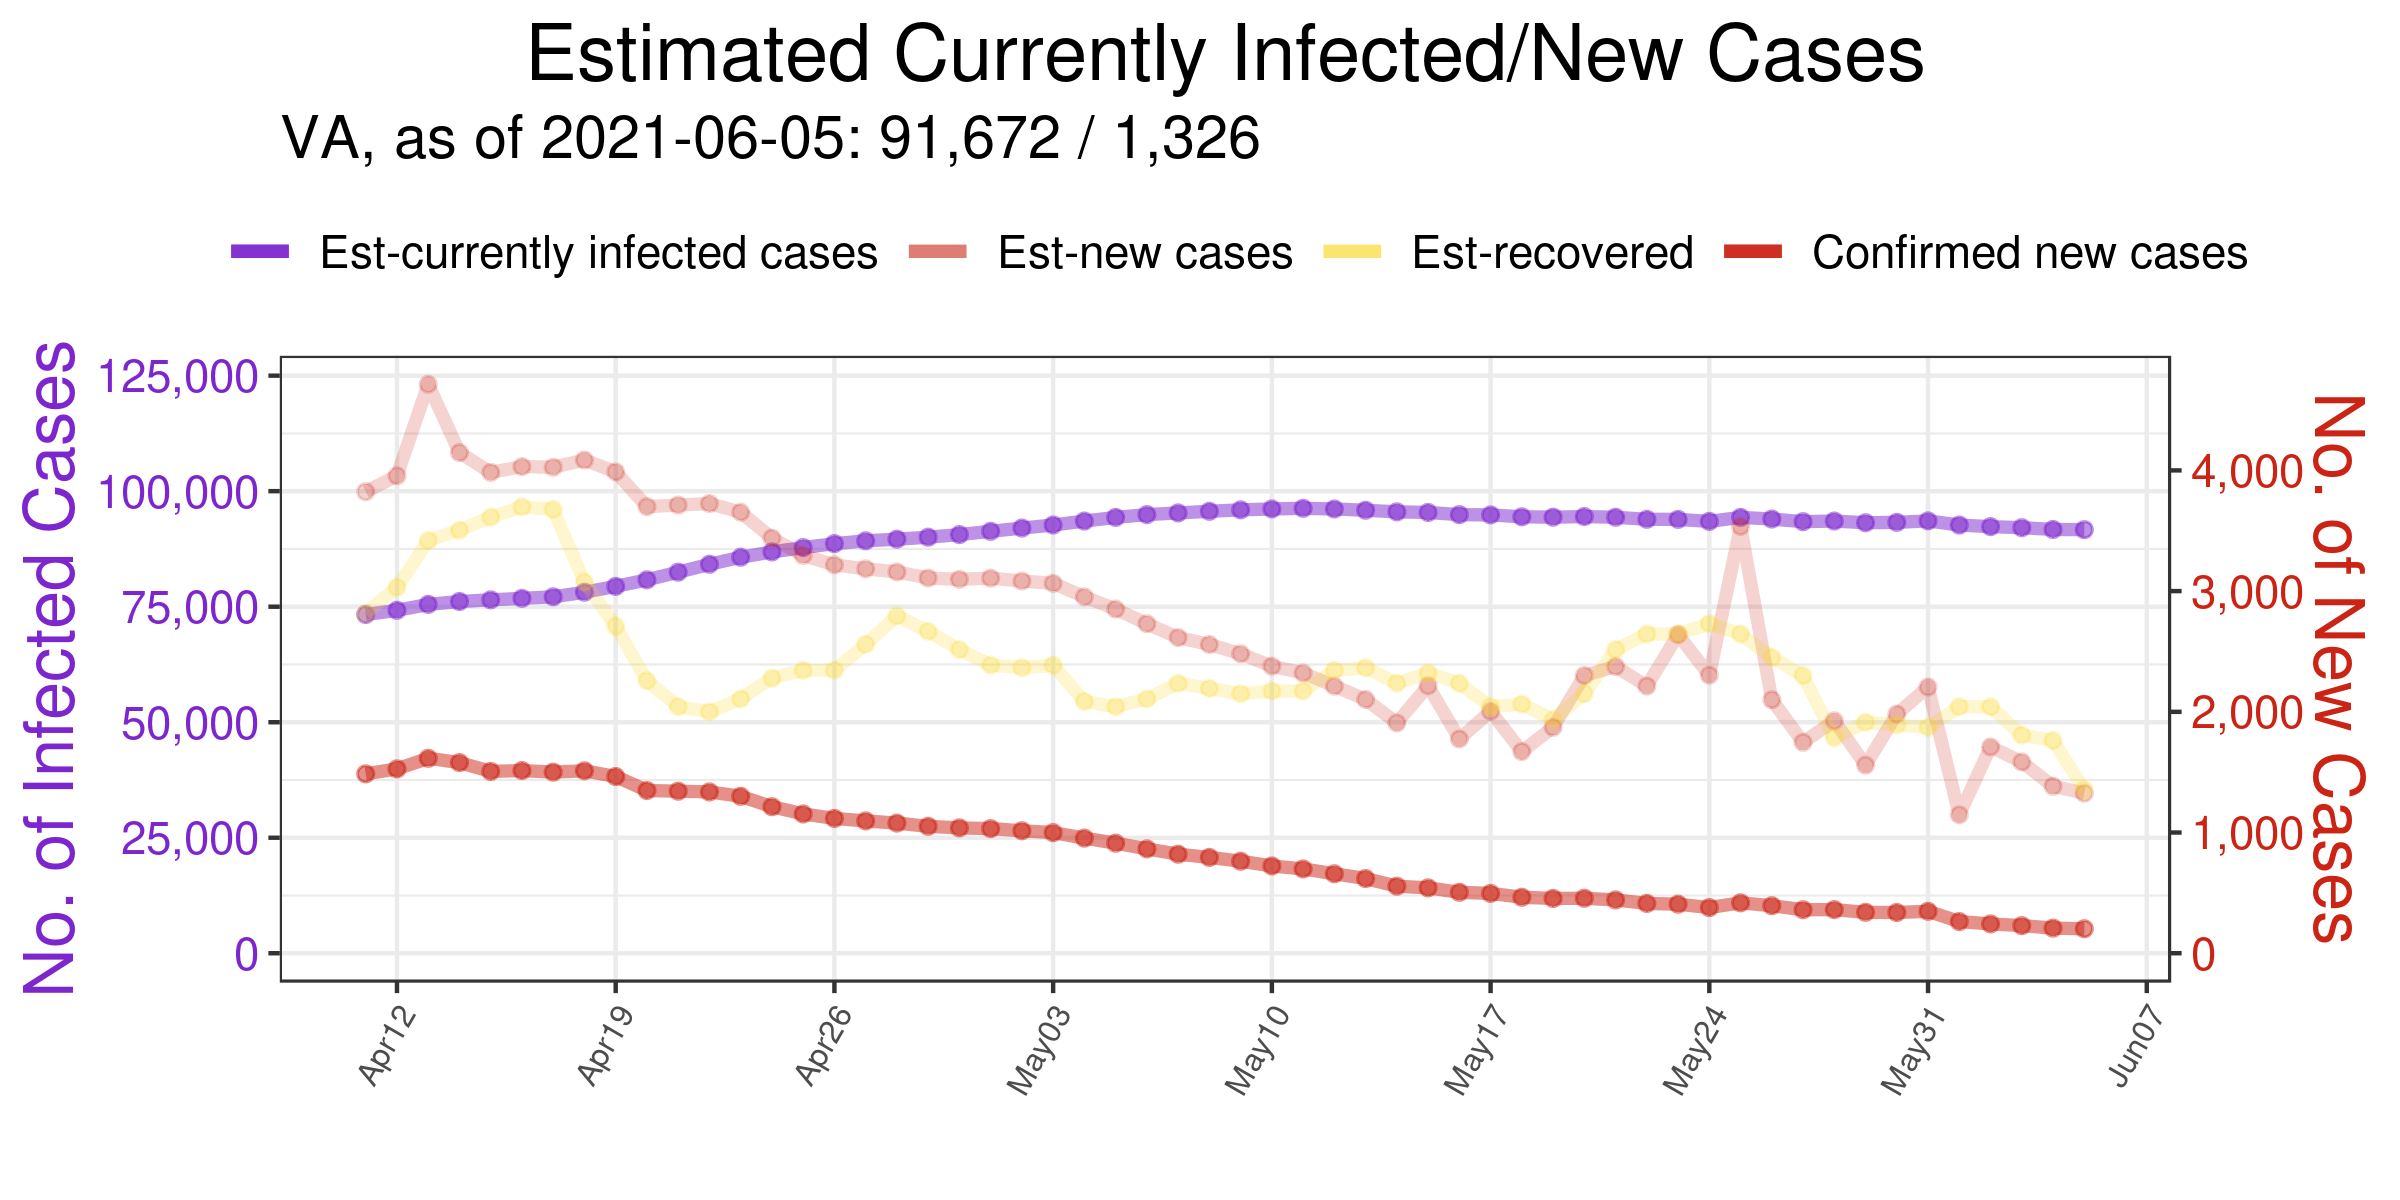 Estimated Currently Infected/New Cases
VA, as of 2021-06-05: 91,672 / 1,326
Est-currently infected cases Est-new cases Est-recovered Confirmed new cases
No. of Infected Cases
125,000
100,000
75,000
50,000
25,000
0
4,000
3,000
2,000
1,000
0
No. of New Cases
Apr12 Apr19 Apr26 May03 May10 May17 May24 May31 Jun07